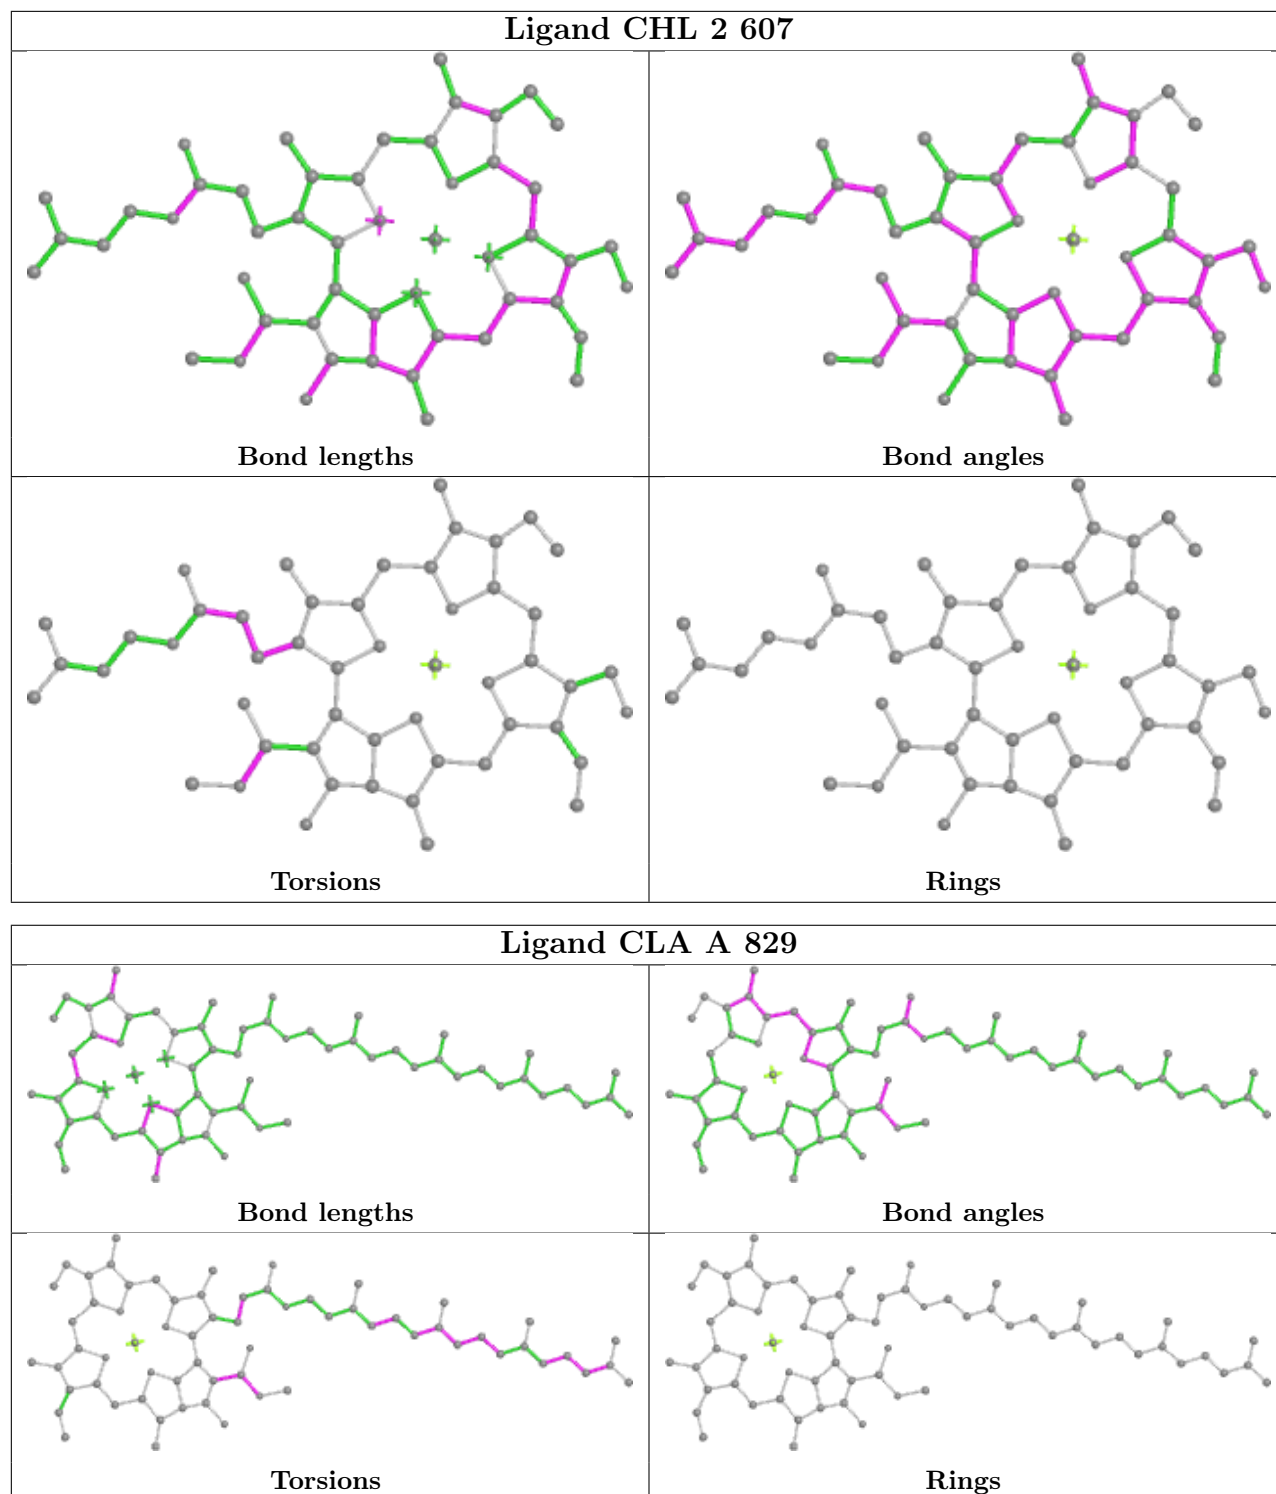 Ligand CHL 2 607
Bond lengths
Bond angles
Torsions
Rings
Ligand CLA A 829
Bond lengths
Bond angles
Torsions
Rings